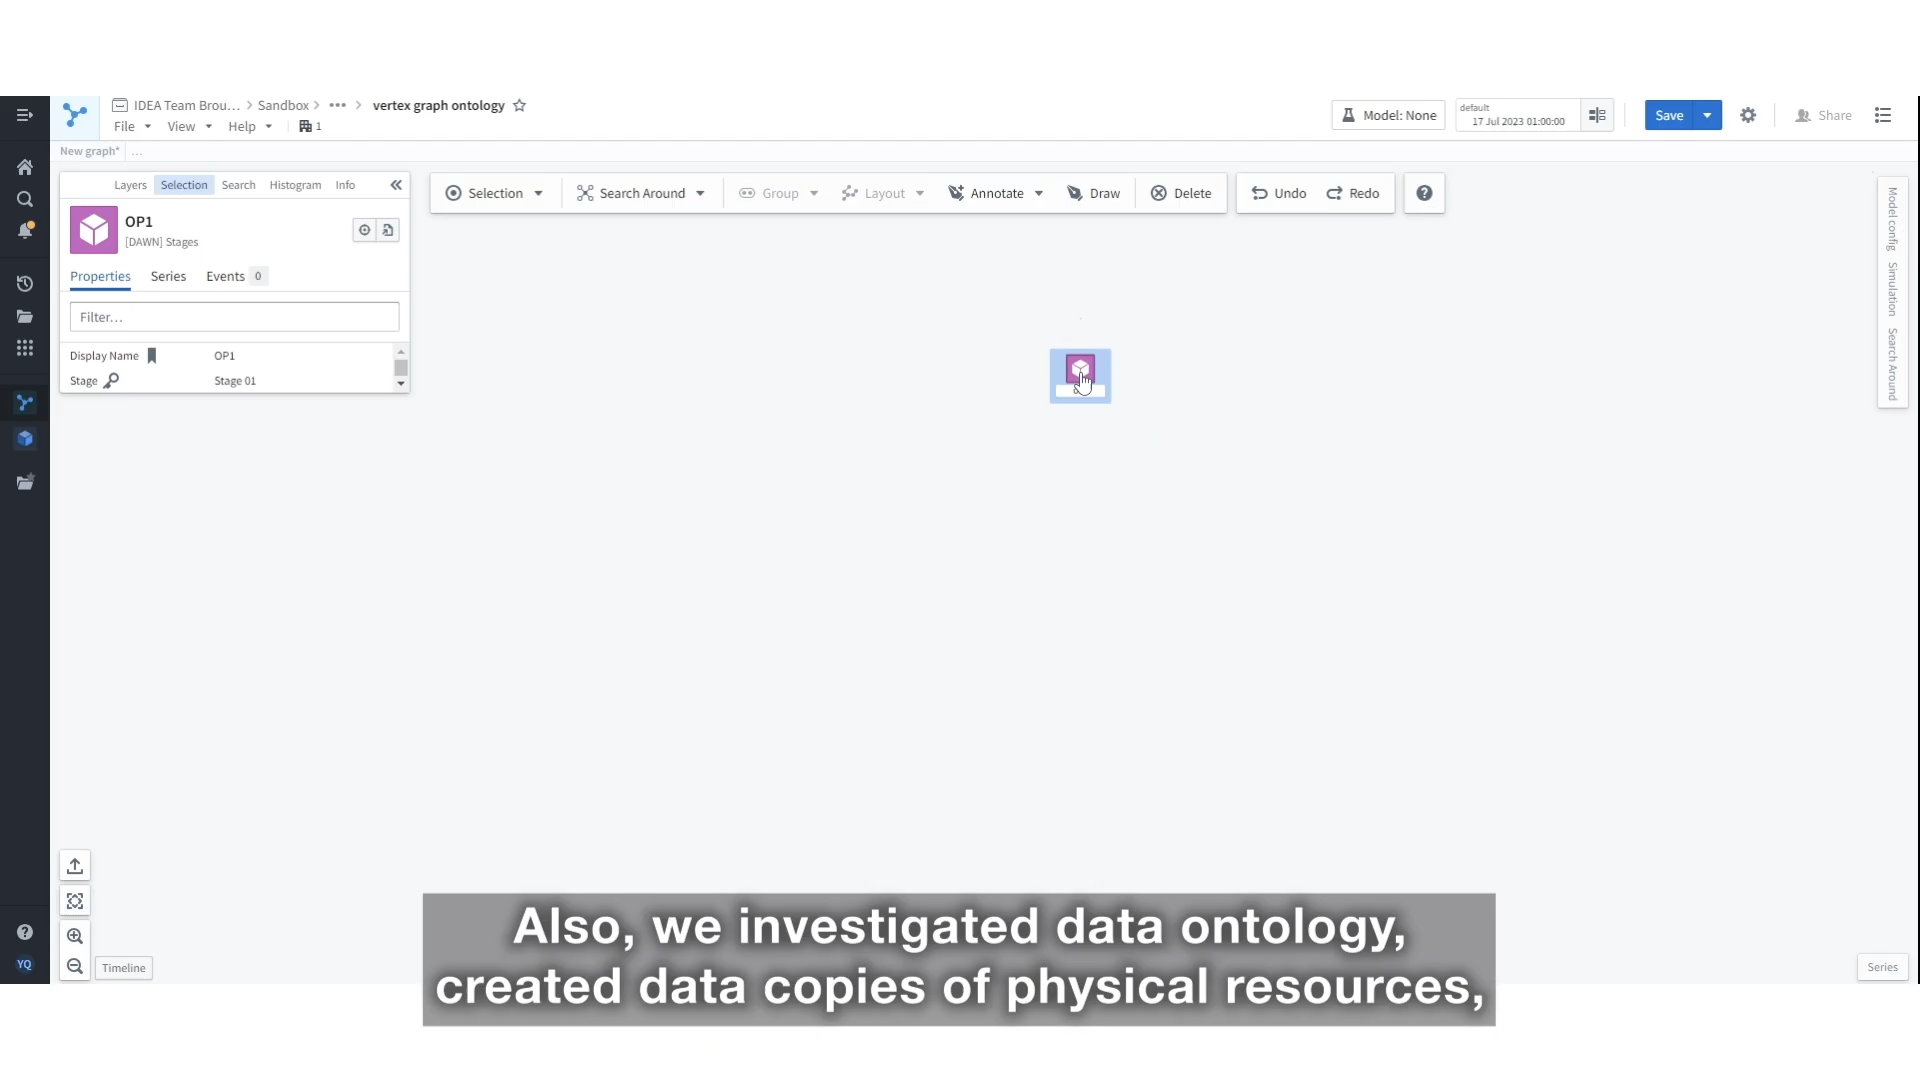 IDEA Team Brou... > Sandbox > ••• > vertex graph ontology
File View Help 1
Model: None
default
17 Jul 2023 01:00:00
Save
Share
New graph* ...
Layers Selection Search Histogram Info
OP1
[DAWN] Stages
Properties Series Events 0
Filter...
Display Name OP1
Stage Stage 01
Selection Search Around Group Layout Annotate Draw Delete Undo Redo
Model config
Simulation
Search Around
YQ
Timeline
Series
Also, we investigated data ontology,
created data copies of physical resources,